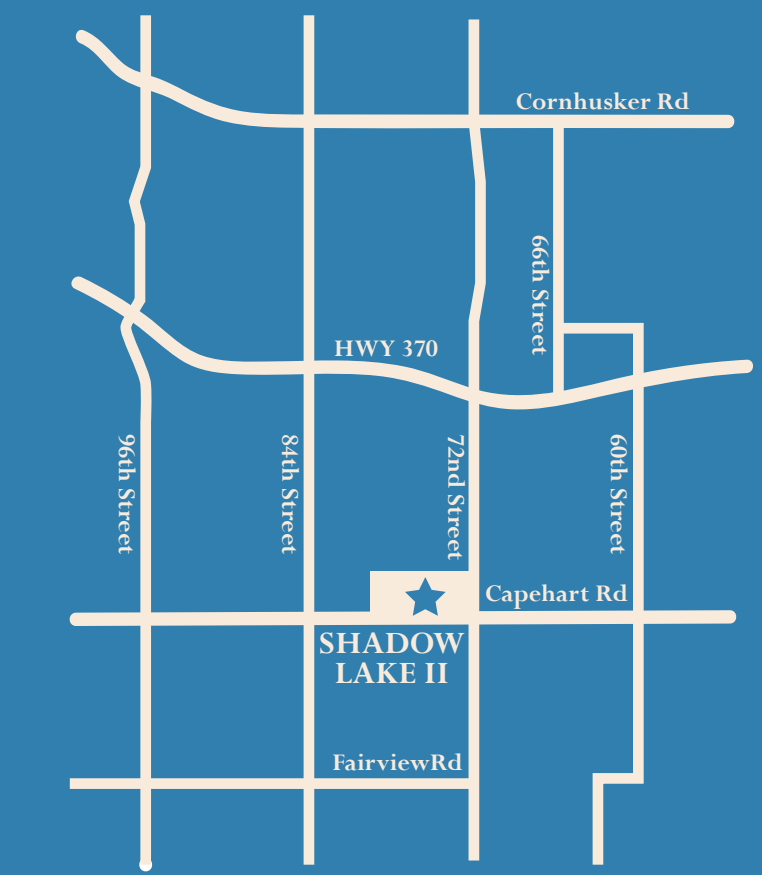 Cornhusker Rd
66th Street
HWY 370
96th Street
84th Street
72nd Street
60th Street
Capehart Rd
SHADOW
LAKE II
FairviewRd